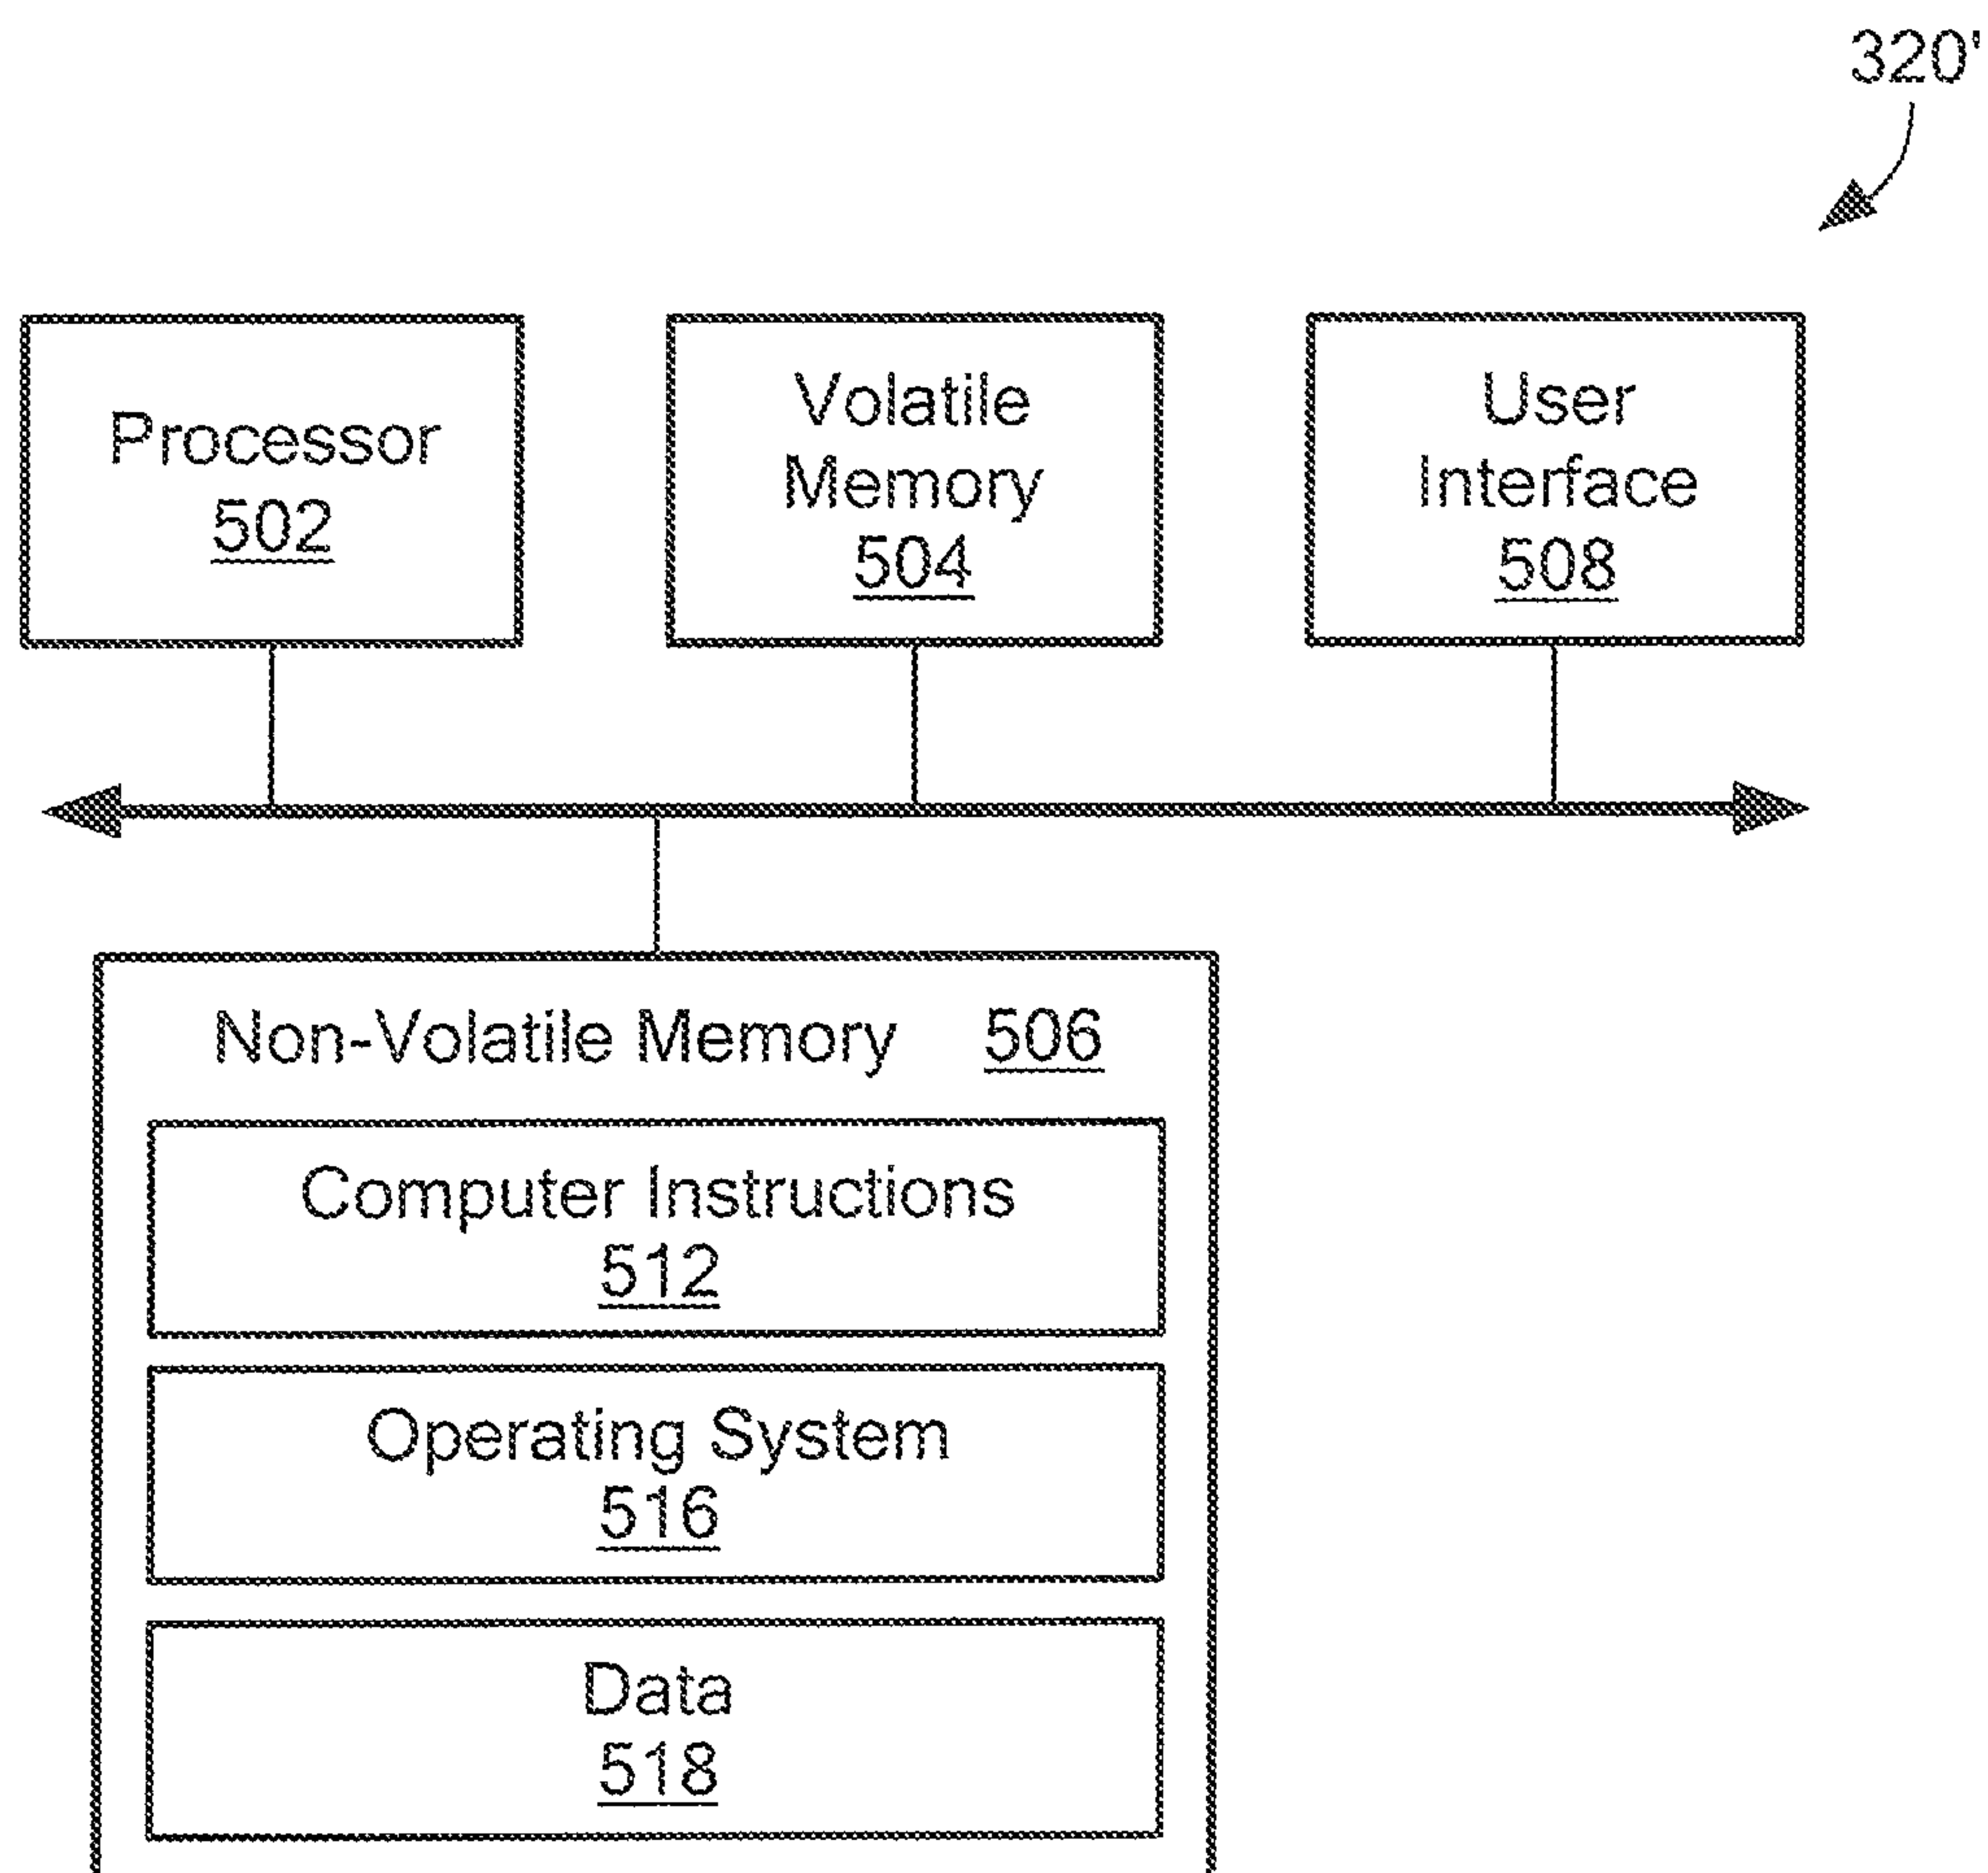 320'
Processor
502
Volatile
Memory
504
User
Interface
508
Non-Volatile Memory 506
Computer Instructions
512
Operating System
516
Data
518